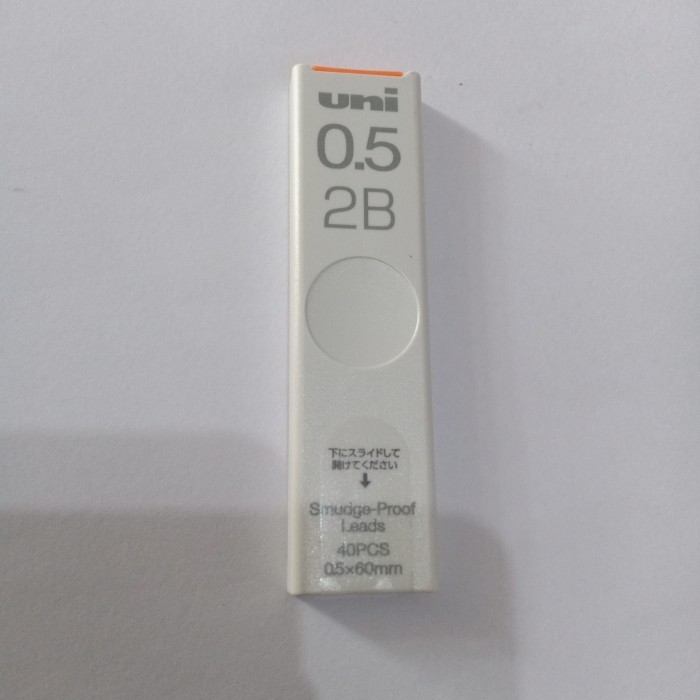 uni
0.5
2B
下にスライドして
開けてください
↓
Smudge-Proof
Leads
40PCS
0.5×60mm